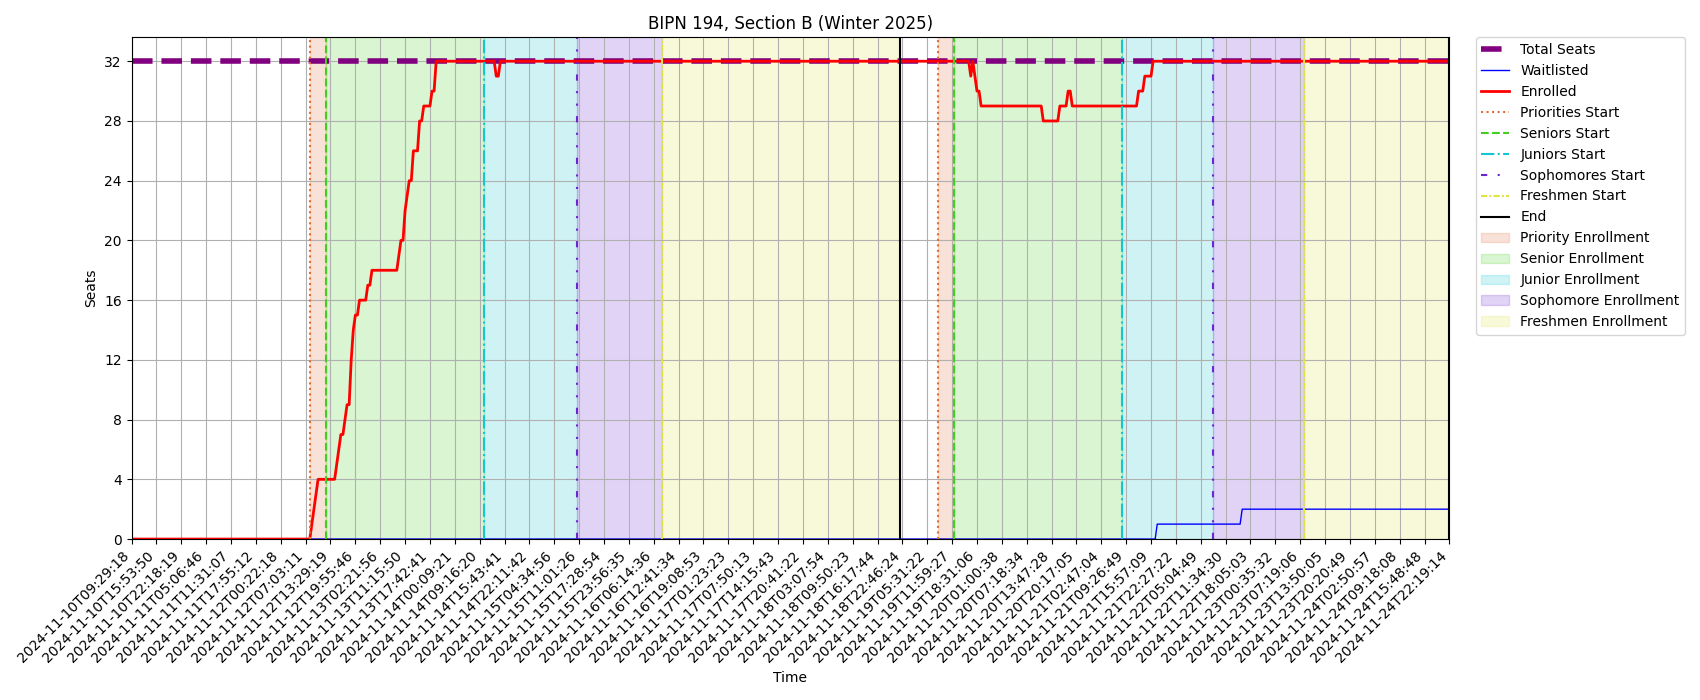 BIPN 194, Section B (Winter 2025)
Total Seats
Waitlisted
Enrolled
Priorities Start
Seniors Start
Juniors Start
Sophomores Start
Freshmen Start
End
Priority Enrollment
Senior Enrollment
Junior Enrollment
Sophomore Enrollment
Freshmen Enrollment
Seats
32
28
24
20
16
12
8
4
0
2024-11-10T09:29:18
2024-11-10T15:53:50
2024-11-10T22:18:19
2024-11-11T05:06:46
2024-11-11T11:31:07
2024-11-11T17:55:12
2024-11-12T00:22:18
2024-11-12T07:03:11
2024-11-12T13:29:19
2024-11-12T19:55:46
2024-11-13T03:21:56
2024-11-13T11:15:50
2024-11-13T17:42:41
2024-11-14T00:09:21
2024-11-14T09:16:20
2024-11-14T15:43:41
2024-11-14T22:11:42
2024-11-15T04:34:56
2024-11-15T11:01:26
2024-11-15T17:28:54
2024-11-15T23:56:35
2024-11-16T06:14:36
2024-11-16T12:41:34
2024-11-16T19:08:53
2024-11-17T01:23:23
2024-11-17T07:50:13
2024-11-17T14:15:43
2024-11-17T20:41:22
2024-11-18T03:07:54
2024-11-18T09:50:23
2024-11-18T16:17:44
2024-11-18T22:46:24
2024-11-19T05:31:22
2024-11-19T11:59:27
2024-11-19T18:31:06
2024-11-20T01:00:38
2024-11-20T07:18:34
2024-11-20T13:47:28
2024-11-20T20:17:05
2024-11-21T02:47:04
2024-11-21T09:26:49
2024-11-21T15:57:09
2024-11-21T22:27:22
2024-11-22T05:04:49
2024-11-22T11:34:30
2024-11-22T18:05:03
2024-11-23T00:35:32
2024-11-23T07:19:06
2024-11-23T13:50:05
2024-11-23T20:20:49
2024-11-24T02:50:57
2024-11-24T09:18:08
2024-11-24T15:48:48
2024-11-24T22:19:14
Time